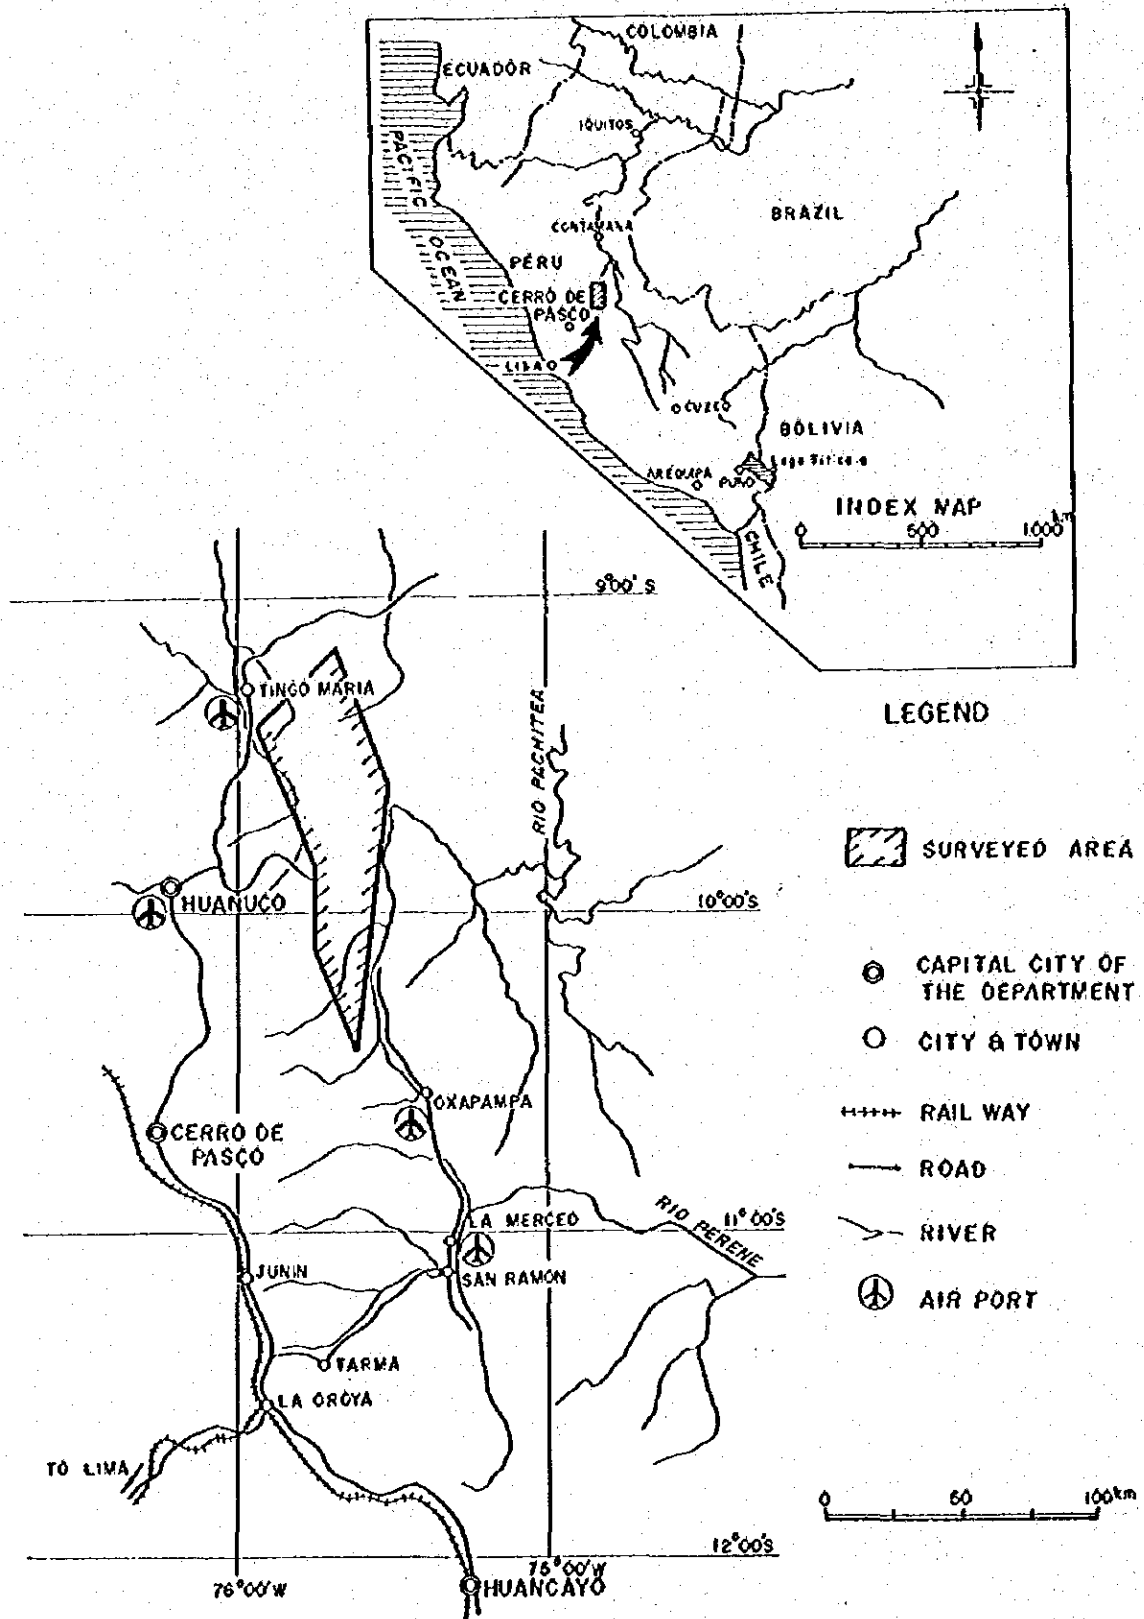 COLOMBIA
ECUADOR
IQUITOS
PACIFIC
OCEAN
BRAZIL
CONTAMANA
PERU
CERRO DE
PASCO
LIMA
CUZCO
BOLIVIA
AREQUIPA
PUNO
CHILE
INDEX MAP
0 500 1000 km
9°00' S
TINGO MARIA
RIO PACHITEA
LEGEND
SURVEYED AREA
HUANUCO
10°00'S
CAPITAL CITY OF
THE DEPARTMENT
CITY & TOWN
OXAPAMPA
RAIL WAY
CERRO DE
PASCO
ROAD
LA MERCED
RIO PERENE
11°00'S
RIVER
JUNIN
SAN RAMON
AIR PORT
TARMA
LA OROYA
TO LIMA
0 50 100km
12°00'S
76°00'W
75°00'W
HUANCAYO